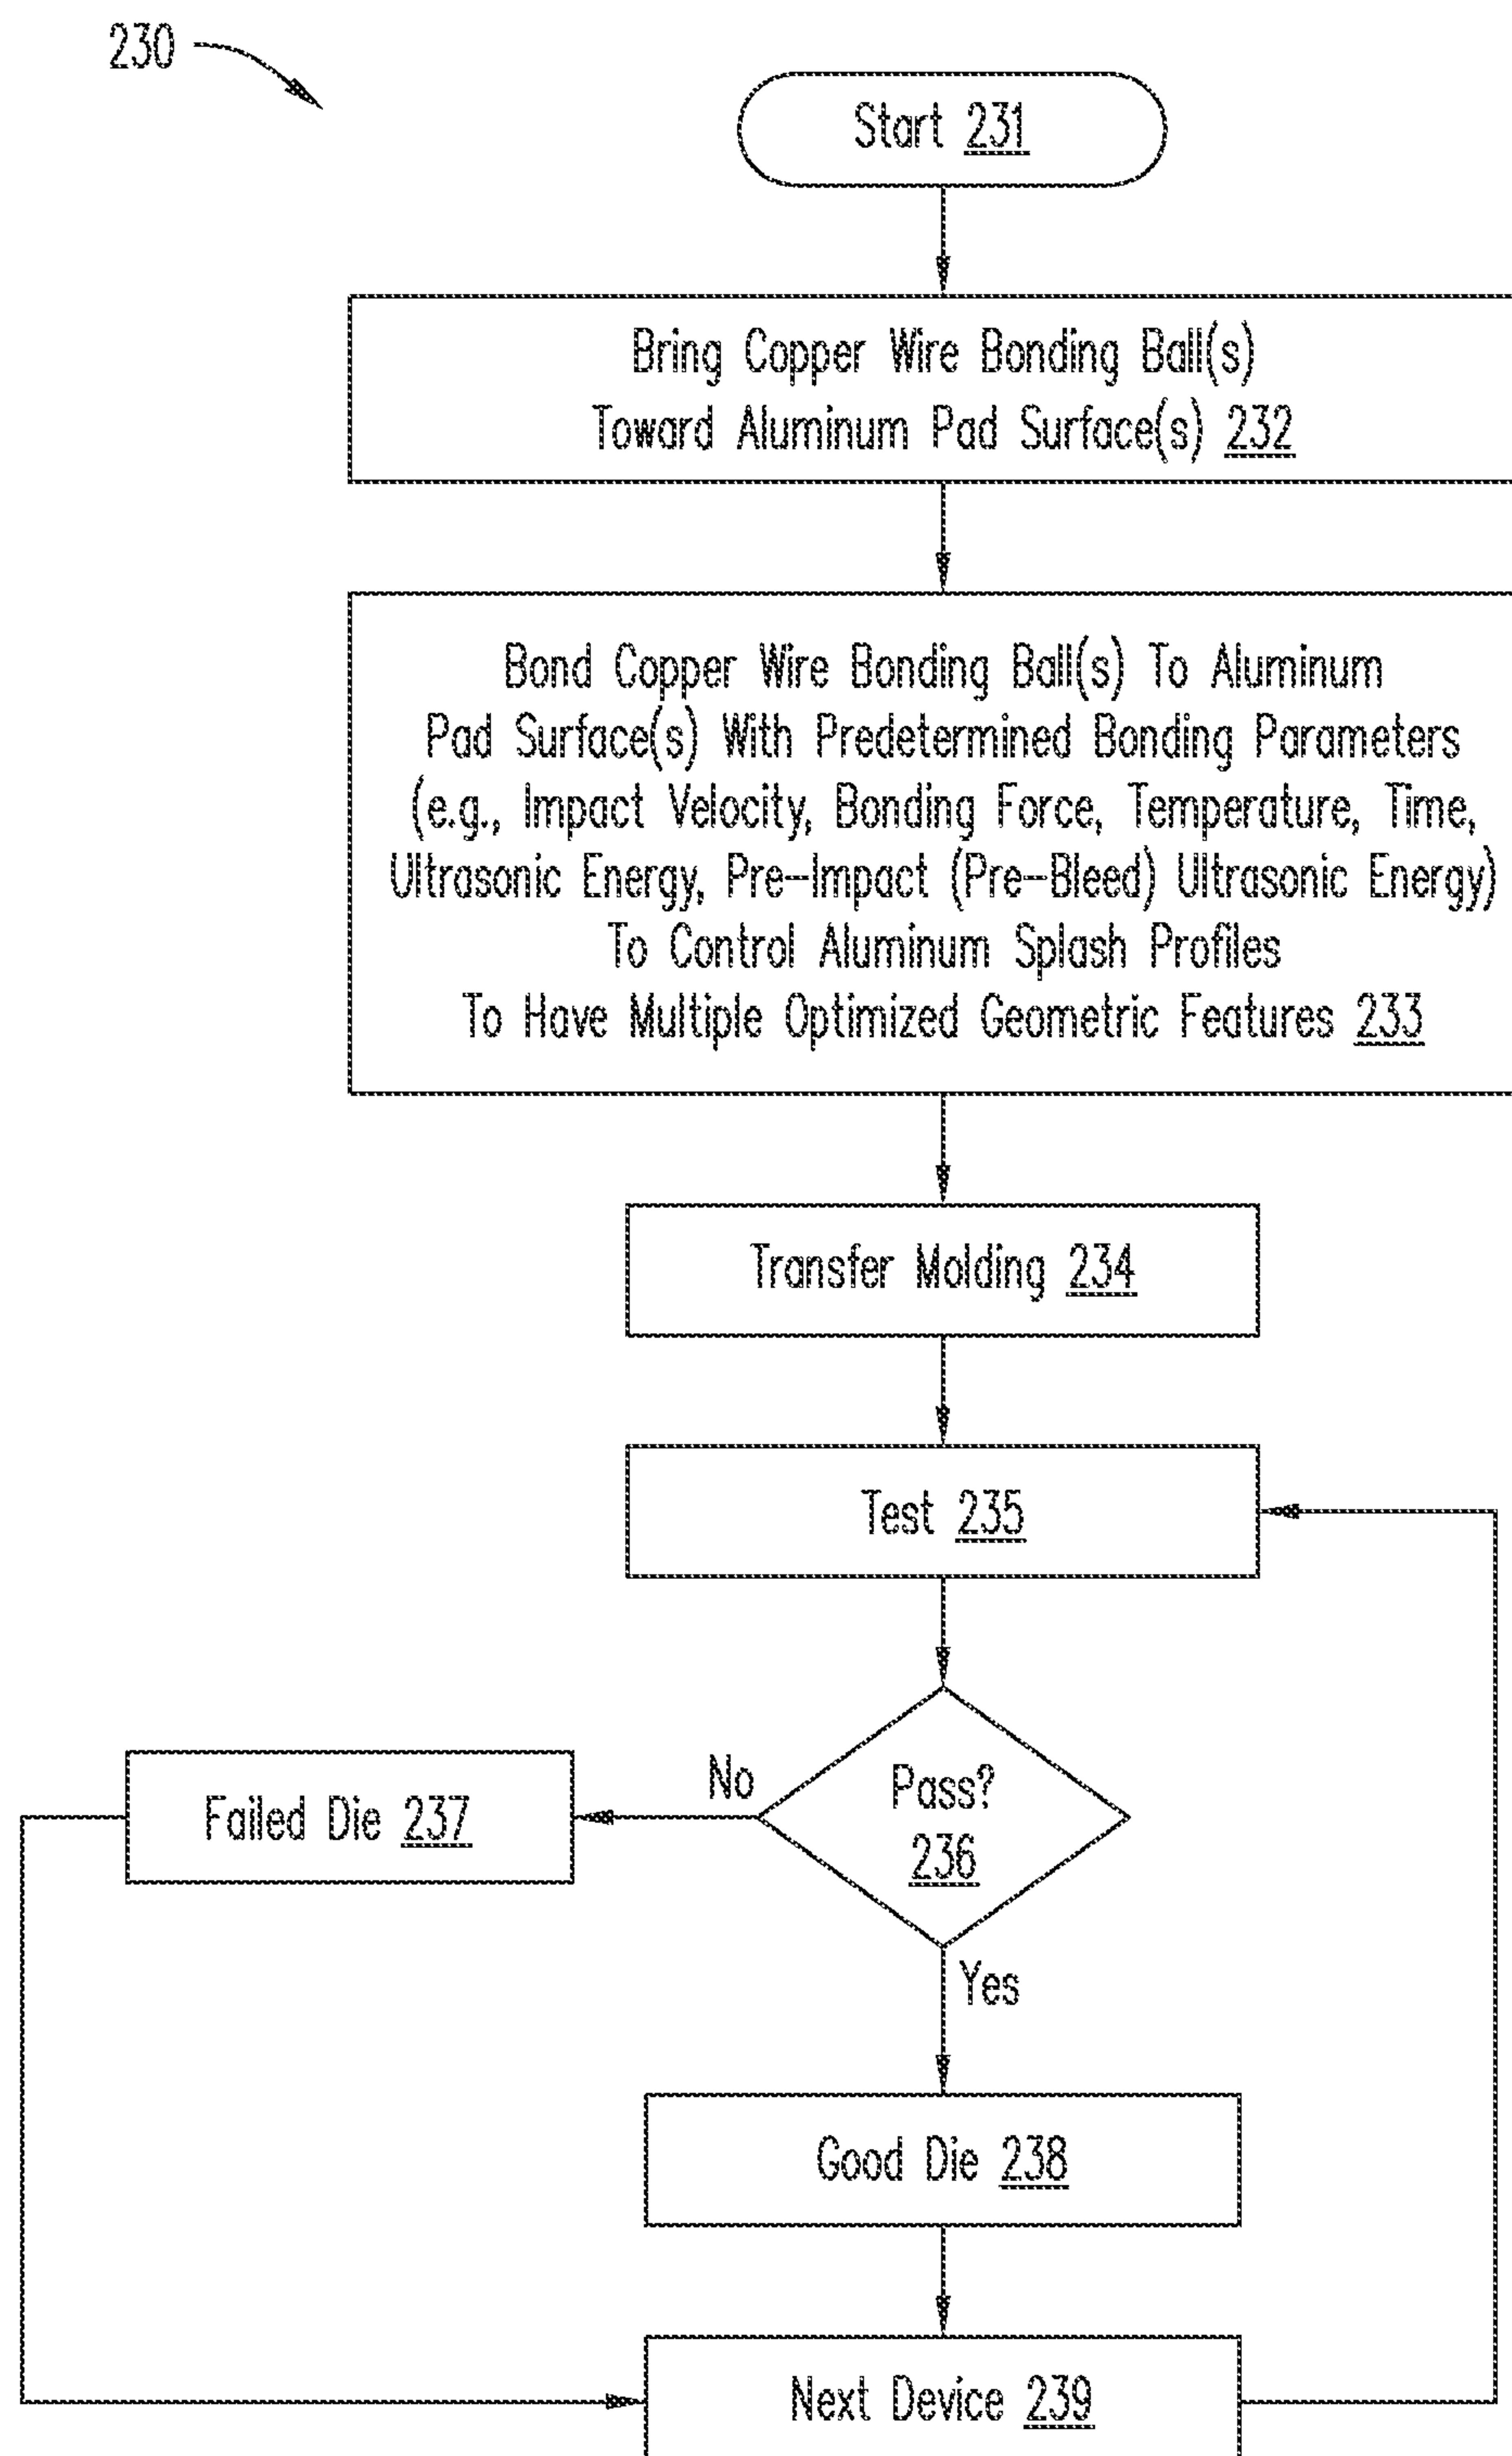 230
Start 231
Bring Copper Wire Bonding Ball(s)
Toward Aluminum Pad Surface(s) 232
Bond Copper Wire Bonding Ball(s) To Aluminum
Pad Surface(s) With Predetermined Bonding Parameters
(e.g., Impact Velocity, Bonding Force, Temperature, Time,
Ultrasonic Energy, Pre-Impact (Pre-Bleed) Ultrasonic Energy)
To Control Aluminum Splash Profiles
To Have Multiple Optimized Geometric Features 233
Transfer Molding 234
Test 235
Pass?
236
No
Failed Die 237
Yes
Good Die 238
Next Device 239